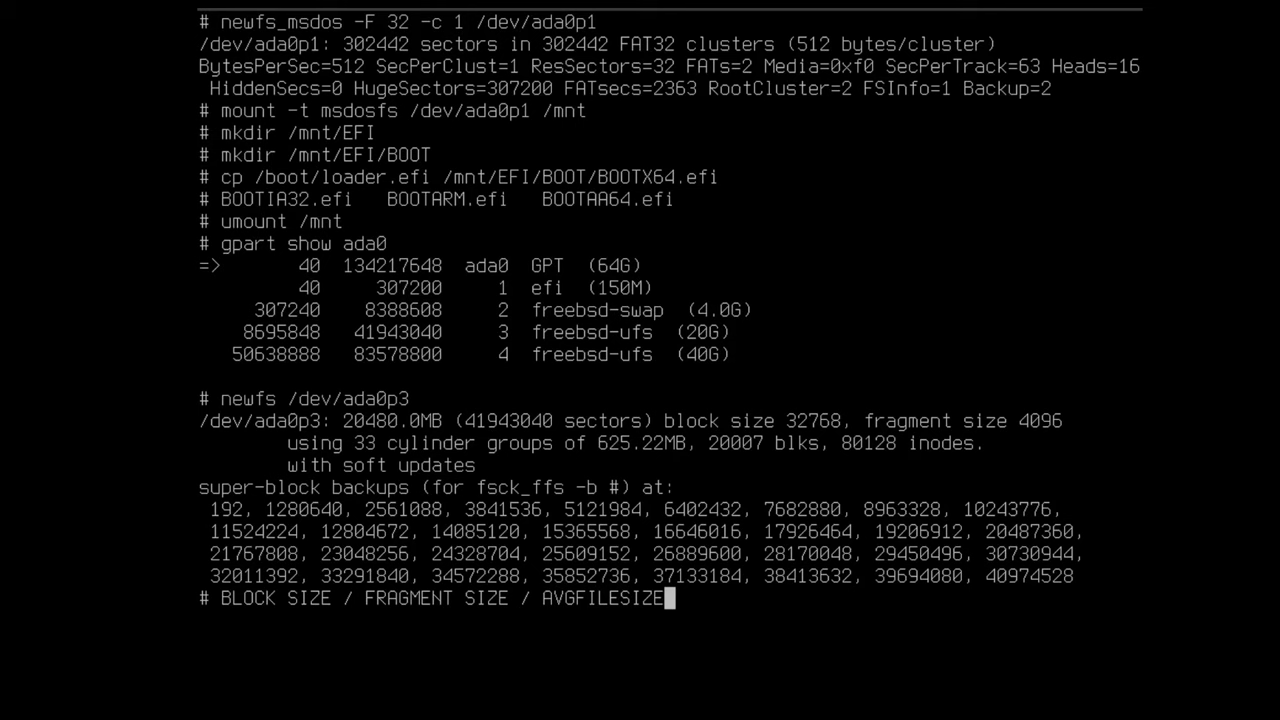 # newfs_msdos -F 32 -c 1 /dev/ada0p1
/dev/ada0p1: 302442 sectors in 302442 FAT32 clusters (512 bytes/cluster)
BytesPerSec=512 SecPerClust=1 ResSectors=32 FATs=2 Media=0xf0 SecPerTrack=63 Heads=16
HiddenSecs=0 HugeSectors=307200 FATsecs=2363 RootCluster=2 FSInfo=1 Backup=2
# mount -t msdosfs /dev/ada0p1 /mnt
# mkdir /mnt/EFI
# mkdir /mnt/EFI/BOOT
# cp /boot/loader.efi /mnt/EFI/BOOT/BOOTX64.efi
# BOOTIA32.efi   BOOTARM.efi   BOOTAA64.efi
# umount /mnt
# gpart show ada0
=>       40  134217648  ada0  GPT  (64G)
         40     307200     1  efi  (150M)
     307240    8388608     2  freebsd-swap  (4.0G)
    8695848   41943040     3  freebsd-ufs  (20G)
   50638888   83578800     4  freebsd-ufs  (40G)
# newfs /dev/ada0p3
/dev/ada0p3: 20480.0MB (41943040 sectors) block size 32768, fragment size 4096
        using 33 cylinder groups of 625.22MB, 20007 blks, 80128 inodes.
        with soft updates
super-block backups (for fsck_ffs -b #) at:
192, 1280640, 2561088, 3841536, 5121984, 6402432, 7682880, 8963328, 10243776,
11524224, 12804672, 14085120, 15365568, 16646016, 17926464, 19206912, 20487360,
21767808, 23048256, 24328704, 25609152, 26889600, 28170048, 29450496, 30730944,
32011392, 33291840, 34572288, 35852736, 37133184, 38413632, 39694080, 40974528
# BLOCK SIZE / FRAGMENT SIZE / AVGFILESIZE